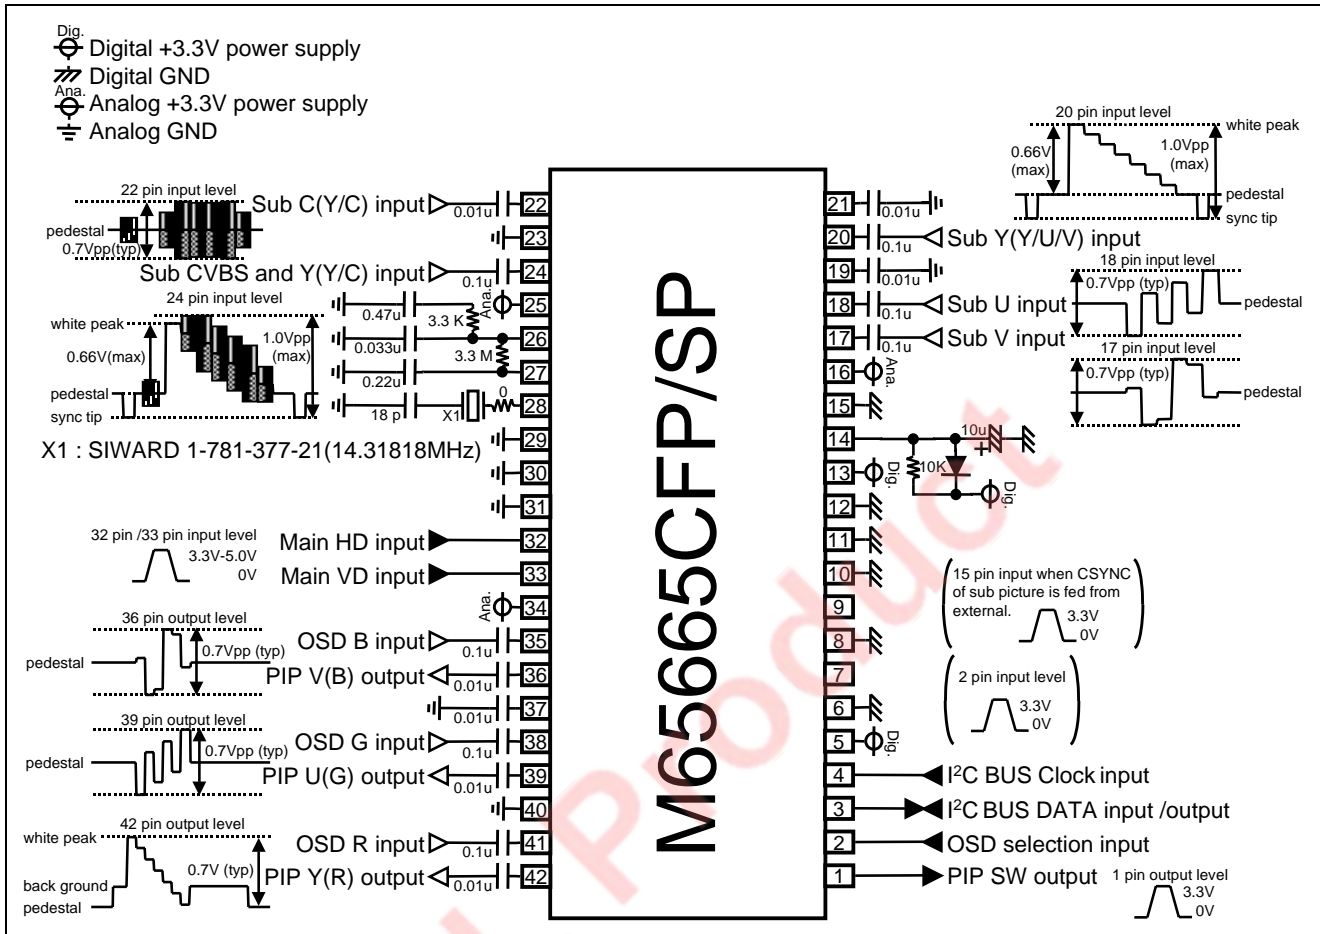 Dig.
Digital +3.3V power supply
Digital GND
Ana.
Analog +3.3V power supply
Analog GND
22 pin input level
pedestal
0.7Vpp(typ)
Sub C(Y/C) input
0.01u
22
23
Sub CVBS and Y(Y/C) input
0.1u
24
24 pin input level
white peak
0.66V(max)
1.0Vpp
(max)
pedestal
sync tip
Ana.
25
0.47u
3.3 K
26
0.033u
3.3 M
27
0.22u
0
28
18 p
X1
X1 : SIWARD 1-781-377-21(14.31818MHz)
29
30
31
32 pin /33 pin input level
3.3V-5.0V
0V
Main HD input
32
Main VD input
33
Ana.
34
36 pin output level
pedestal
0.7Vpp (typ)
OSD B input
0.1u
35
PIP V(B) output
0.01u
36
0.01u
37
39 pin output level
pedestal
0.7Vpp (typ)
OSD G input
0.1u
38
PIP U(G) output
0.01u
39
40
42 pin output level
white peak
back ground
pedestal
0.7V (typ)
OSD R input
0.1u
41
PIP Y(R) output
0.01u
42
M65665CFP/SP
Product
20 pin input level
white peak
0.66V
(max)
1.0Vpp
(max)
pedestal
sync tip
21
0.01u
20
0.1u
Sub Y(Y/U/V) input
19
0.01u
18 pin input level
0.7Vpp (typ)
pedestal
18
0.1u
Sub U input
17
0.1u
Sub V input
17 pin input level
0.7Vpp (typ)
pedestal
16
Ana.
15
14
10u
+
10K
Dig.
13
Dig.
12
11
10
9
8
7
6
5
Dig.
15 pin input when CSYNC
of sub picture is fed from
external.
3.3V
0V
2 pin input level
3.3V
0V
4
I²C BUS Clock input
3
I²C BUS DATA input /output
2
OSD selection input
1
PIP SW output
1 pin output level
3.3V
0V